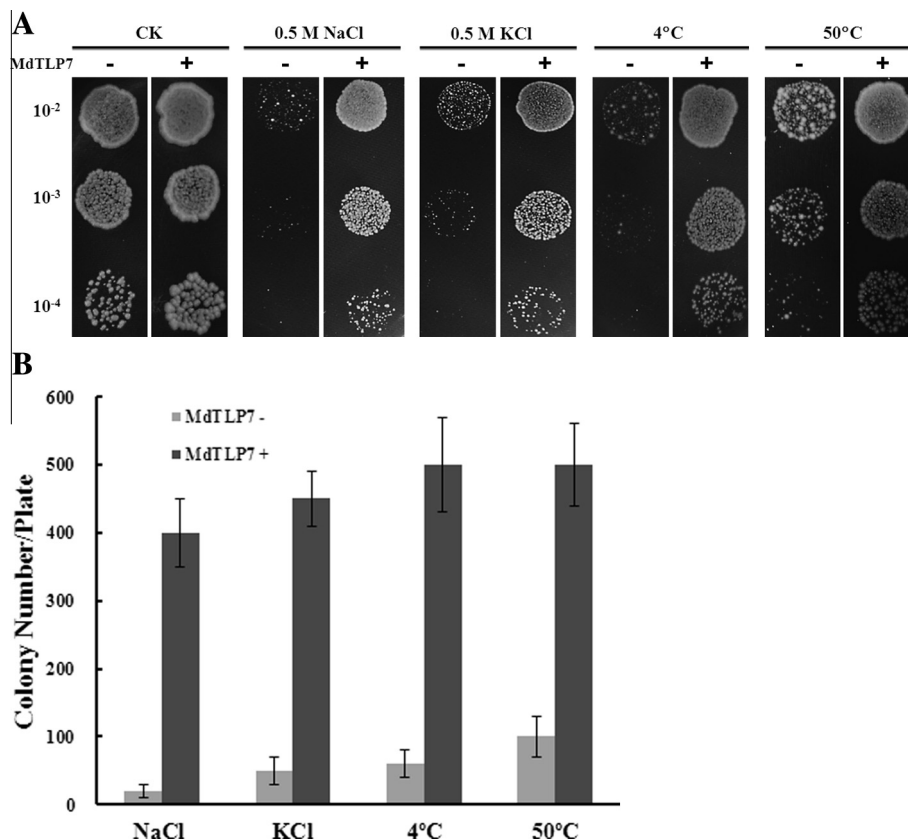 A
CK 0.5 M NaCl 0.5 M KCl 4°C 50°C
MdTLP7 - + - + - + - + - +
10-2
10-3
10-4
B
600
500
400
300
200
100
0
Colony Number/Plate
MdTLP7 -
MdTLP7 +
NaCl KCl 4°C 50°C